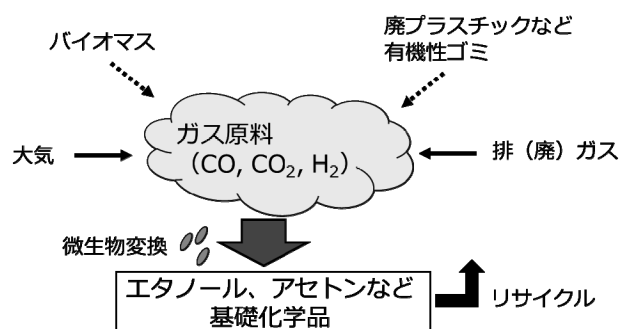 バイオマス
廃プラスチックなど
有機性ゴミ
ガス原料
（CO, CO₂, H₂）
大気
排（廃）ガス
微生物変換
エタノール、アセトンなど
基礎化学品
リサイクル